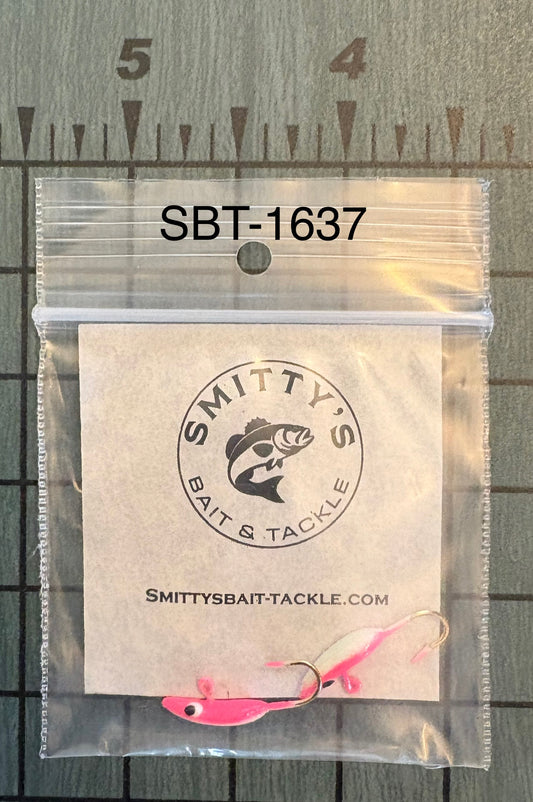 5 4
SBT-1637
SMITTY'S
BAIT & TACKLE
SMITTYSBAIT-TACKLE.COM